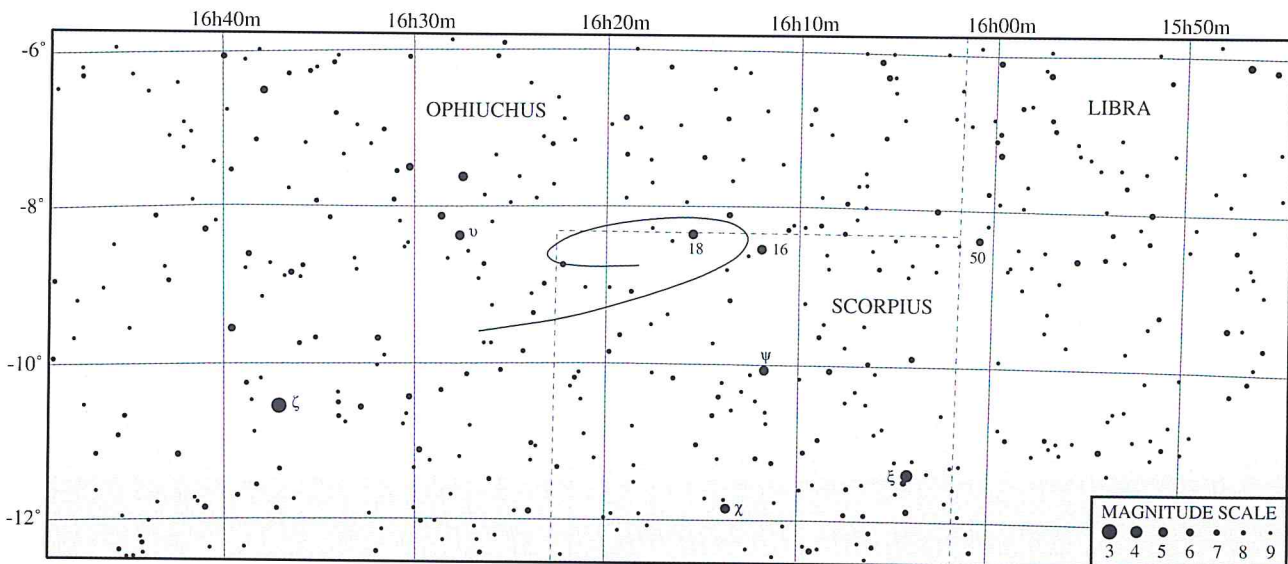 16h40m 16h30m 16h20m 16h10m 16h00m 15h50m
-6°
OPHIUCHUS LIBRA
-8°
υ 18 16 50
SCORPIUS
-10°
ψ
ζ
ξ
χ
-12°
MAGNITUDE SCALE
3 4 5 6 7 8 9